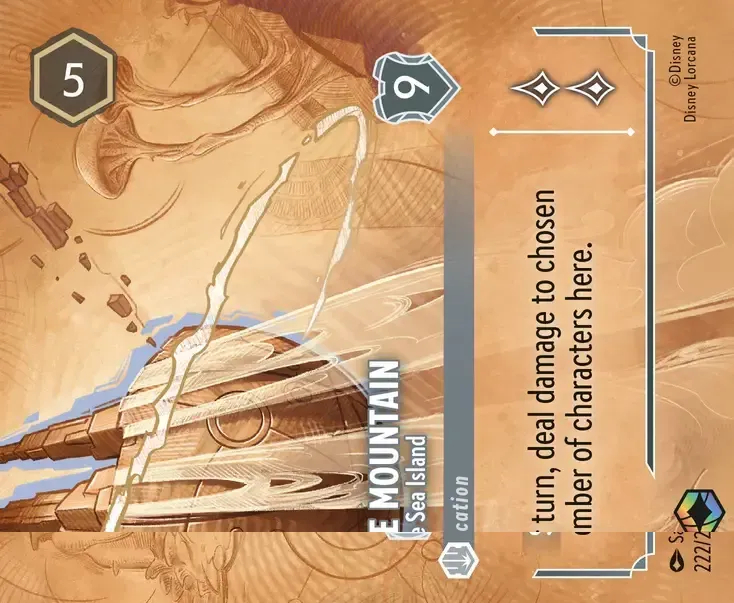 5
9
E MOUNTAIN
e Sea Island
cation
turn, deal damage to chosen
mber of characters here.
©Disney
Disney Lorcana
222/2